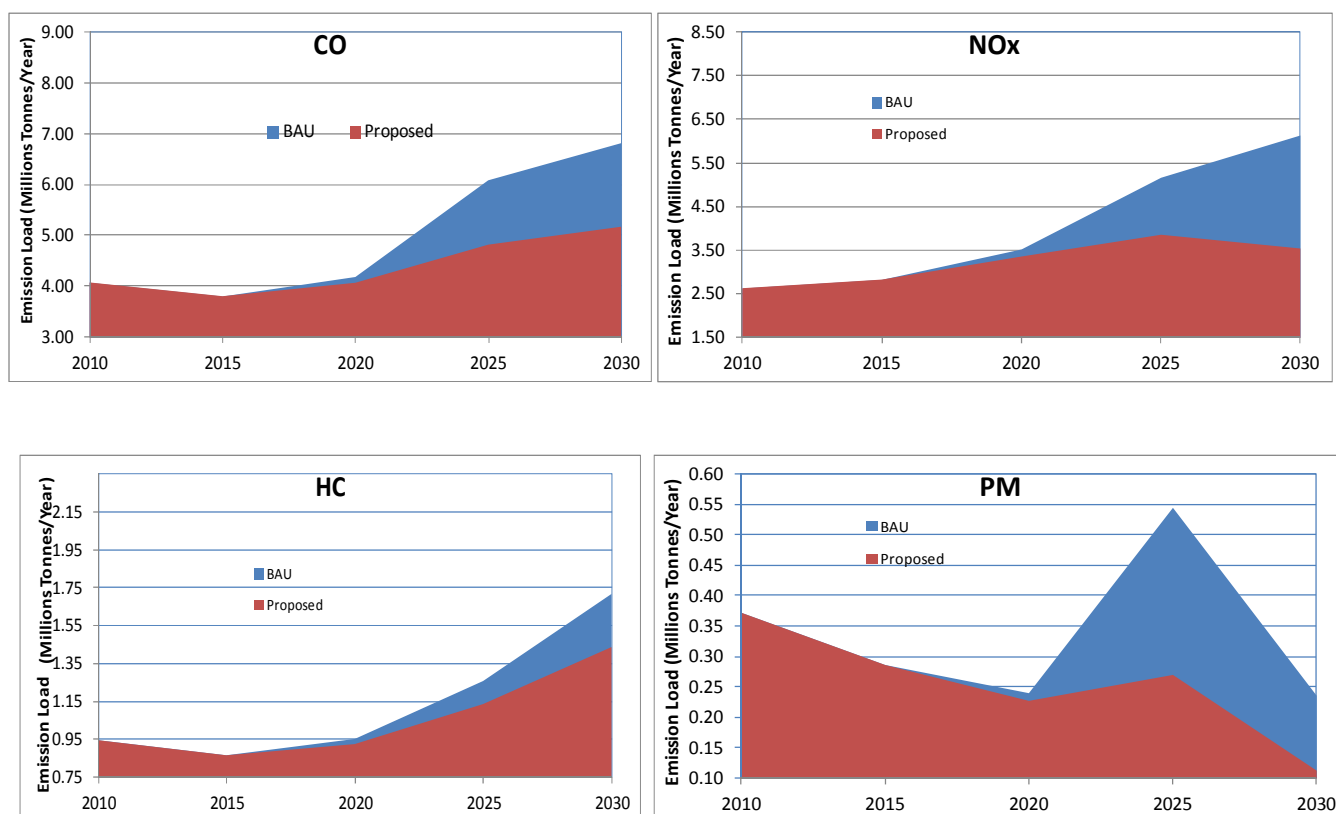 CO
Emission Load (Millions Tonnes/Year)
9.00
8.00
7.00
6.00
5.00
4.00
3.00
BAU Proposed
2010 2015 2020 2025 2030
NOx
Emission Load (Millions Tonnes/Year)
8.50
7.50
6.50
5.50
4.50
3.50
2.50
1.50
BAU
Proposed
2010 2015 2020 2025 2030
HC
Emission Load (Millions Tonnes/Year)
2.15
1.95
1.75
1.55
1.35
1.15
0.95
0.75
BAU
Proposed
2010 2015 2020 2025 2030
PM
Emission Load (Millions Tonnes/Year)
0.60
0.55
0.50
0.45
0.40
0.35
0.30
0.25
0.20
0.15
0.10
BAU
Proposed
2010 2015 2020 2025 2030